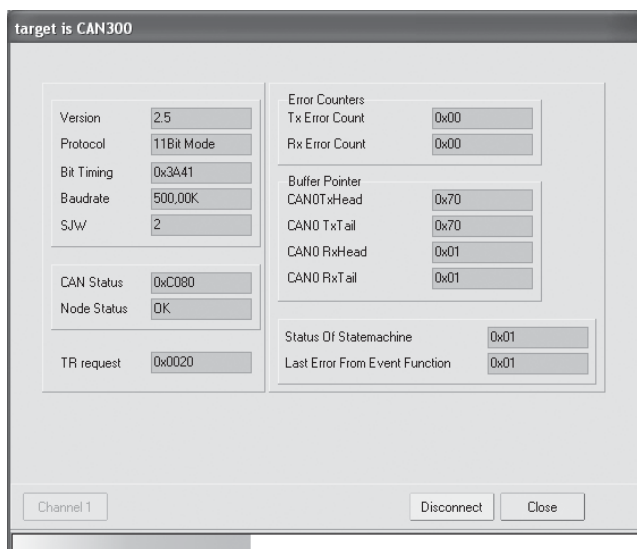 target is CAN300
Version 2.5
Protocol 11Bit Mode
Bit Timing 0x3A41
Baudrate 500,00K
SJW 2
CAN Status 0xC080
Node Status OK
TR request 0x0020
Error Counters
Tx Error Count 0x00
Rx Error Count 0x00
Buffer Pointer
CAN0TxHead 0x70
CAN0 TxTail 0x70
CAN0 RxHead 0x01
CAN0 RxTail 0x01
Status Of Statemachine 0x01
Last Error From Event Function 0x01
Channel 1 Disconnect Close